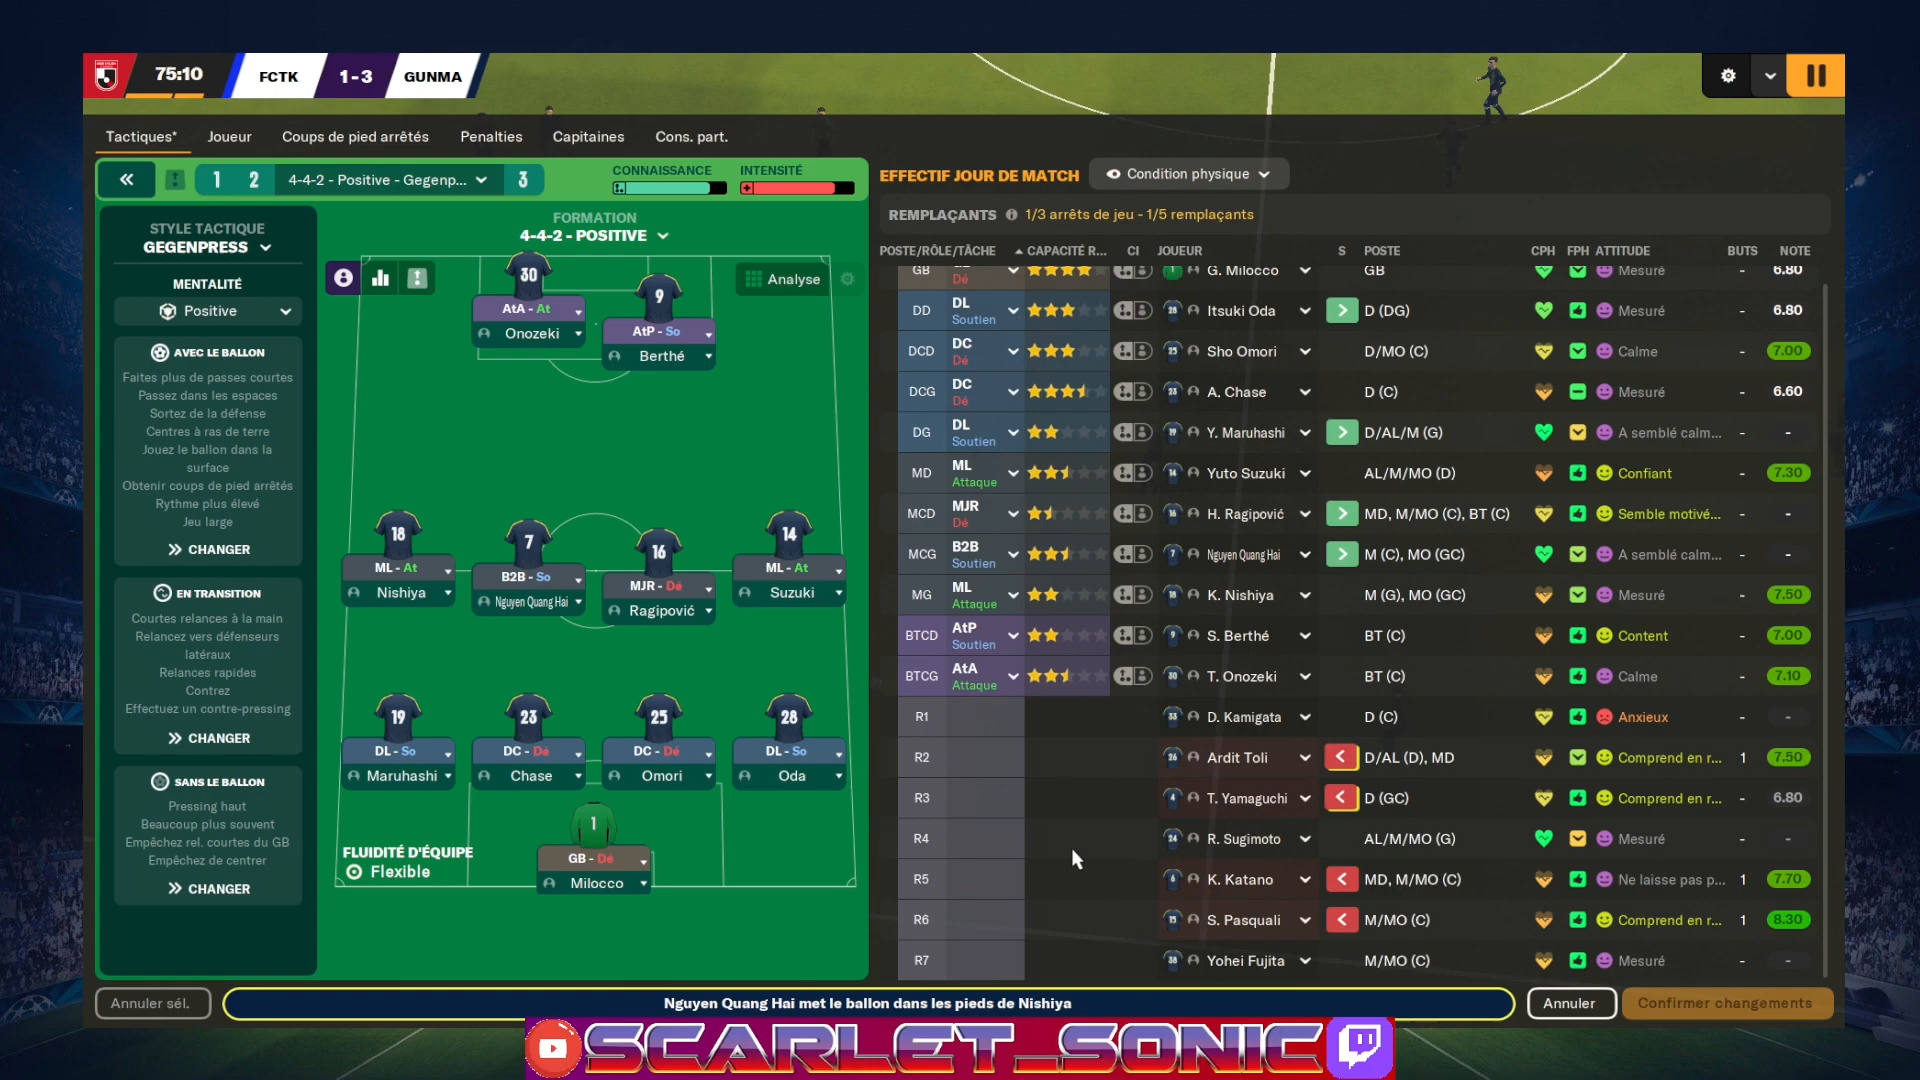 75:10 FCTK 1-3 GUNMA
Tactiques* Joueur Coups de pied arrêtés Penalties Capitaines Cons. part.
1 2 4-4-2 - Positive - Gegenp... 3 CONNAISSANCE INTENSITÉ
EFFECTIF JOUR DE MATCH Condition physique
STYLE TACTIQUE
GEGENPRESS
MENTALITÉ
Positive
AVEC LE BALLON
Faites plus de passes courtes
Passez dans les espaces
Sortez de la défense
Centres à ras de terre
Jouez le ballon dans la
surface
Obtenir coups de pied arrêtés
Rythme plus élevé
Jeu large
CHANGER
EN TRANSITION
Courtes relances à la main
Relancez vers défenseurs
latéraux
Relances rapides
Contrez
Effectuez un contre-pressing
CHANGER
SANS LE BALLON
Pressing haut
Beaucoup plus souvent
Empêchez rel. courtes du GB
Empêchez de centrer
CHANGER
FORMATION
4-4-2 - POSITIVE
Analyse
30
AtA - At
Onozeki
9
AtP - So
Berthé
18
ML - At
Nishiya
7
B2B - So
Nguyen Quang Hai
16
MJR - Dé
Ragipović
14
ML - At
Suzuki
19
DL - So
Maruhashi
23
DC - Dé
Chase
25
DC - Dé
Omori
28
DL - So
Oda
1
GB - Dé
Milocco
FLUIDITÉ D'ÉQUIPE
Flexible
REMPLAÇANTS 1/3 arrêts de jeu - 1/5 remplaçants
POSTE/RÔLE/TÂCHE CAPACITÉ R... CI JOUEUR S POSTE CPH FPH ATTITUDE BUTS NOTE
GB Dé G. Milocco GB Mesuré - 6.80
DD DL Soutien 28 Itsuki Oda D (DG) Mesuré - 6.80
DCD DC Dé 25 Sho Omori D/MO (C) Calme - 7.00
DCG DC Dé 23 A. Chase D (C) Mesuré - 6.60
DG DL Soutien 19 Y. Maruhashi D/AL/M (G) A semblé calm... - -
MD ML Attaque 14 Yuto Suzuki AL/M/MO (D) Confiant - 7.30
MCD MJR Dé 16 H. Ragipović MD, M/MO (C), BT (C) Semble motivé... - -
MCG B2B Soutien 7 Nguyen Quang Hai M (C), MO (GC) A semblé calm... - -
MG ML Attaque 18 K. Nishiya M (G), MO (GC) Mesuré - 7.50
BTCD AtP Soutien 9 S. Berthé BT (C) Content - 7.00
BTCG AtA Attaque 30 T. Onozeki BT (C) Calme - 7.10
R1 33 D. Kamigata D (C) Anxieux - -
R2 26 Ardit Toli D/AL (D), MD Comprend en r... 1 7.50
R3 4 T. Yamaguchi D (GC) Comprend en r... - 6.80
R4 24 R. Sugimoto AL/M/MO (G) Mesuré - -
R5 6 K. Katano MD, M/MO (C) Ne laisse pas p... 1 7.70
R6 15 S. Pasquali M/MO (C) Comprend en r... 1 8.30
R7 38 Yohei Fujita M/MO (C) Mesuré - -
Annuler sél. Nguyen Quang Hai met le ballon dans les pieds de Nishiya Annuler Confirmer changements
SCARLET_SONIC